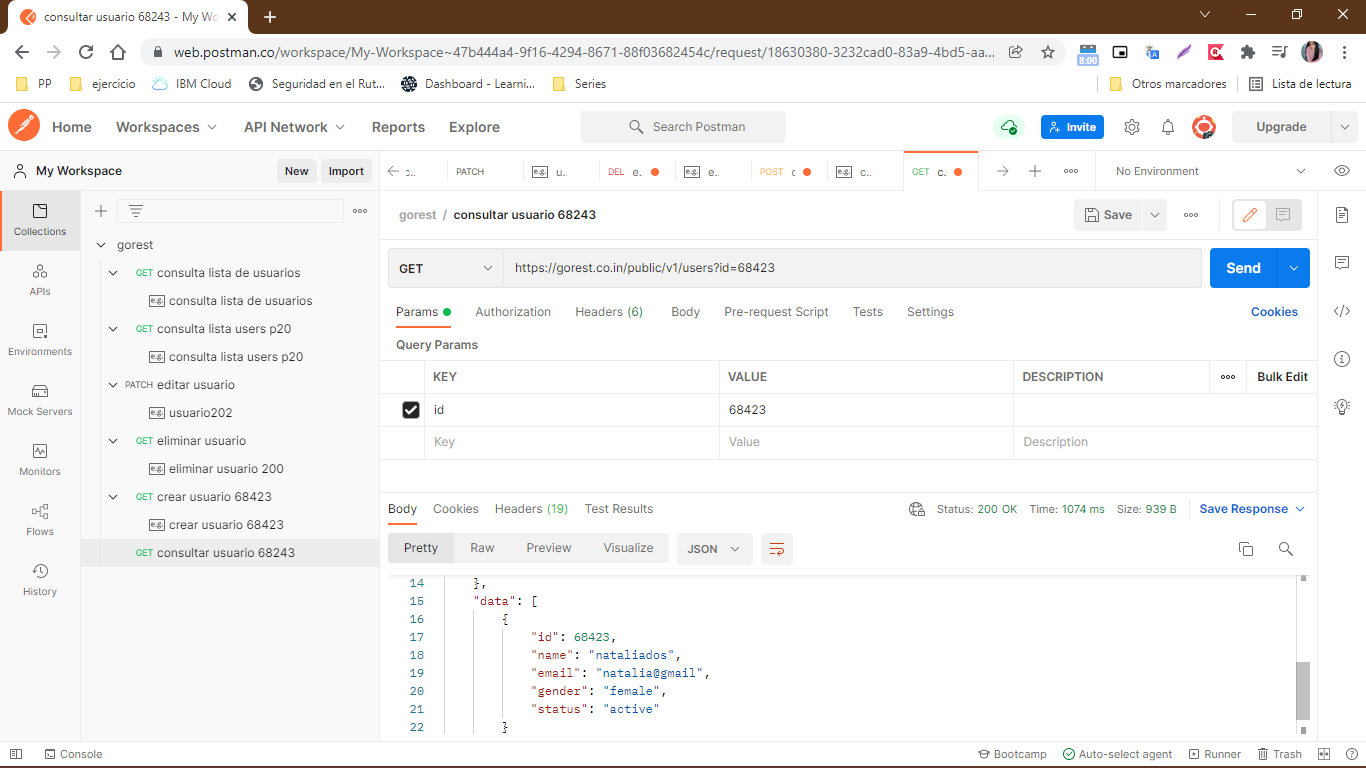 consultar usuario 68243 - My Wo
web.postman.co/workspace/My-Workspace~47b444a4-9f16-4294-8671-88f03682454c/request/18630380-3232cad0-83a9-4bd5-aa...
8:00
PP ejercicio IBM Cloud Seguridad en el Rut... Dashboard - Learni... Series Otros marcadores Lista de lectura
Home Workspaces API Network Reports Explore Search Postman Invite Upgrade
My Workspace New Import
c... PATCH e.g. u.. DEL e. e.g. e.. POST c e.g. c.. GET c. No Environment
Collections
APIs
Environments
Mock Servers
Monitors
Flows
History
gorest
GET consulta lista de usuarios
e.g. consulta lista de usuarios
GET consulta lista users p20
e.g. consulta lista users p20
PATCH editar usuario
e.g. usuario202
GET eliminar usuario
e.g. eliminar usuario 200
GET crear usuario 68423
e.g. crear usuario 68423
GET consultar usuario 68243
gorest / consultar usuario 68243 Save
GET https://gorest.co.in/public/v1/users?id=68423 Send
Params Authorization Headers (6) Body Pre-request Script Tests Settings Cookies
Query Params
KEY VALUE DESCRIPTION Bulk Edit
id 68423
Key Value Description
Body Cookies Headers (19) Test Results Status: 200 OK Time: 1074 ms Size: 939 B Save Response
Pretty Raw Preview Visualize JSON
14 },
15 "data": [
16 {
17 "id": 68423,
18 "name": "nataliados",
19 "email": "natalia@gmail",
20 "gender": "female",
21 "status": "active"
22 }
Console Bootcamp Auto-select agent Runner Trash